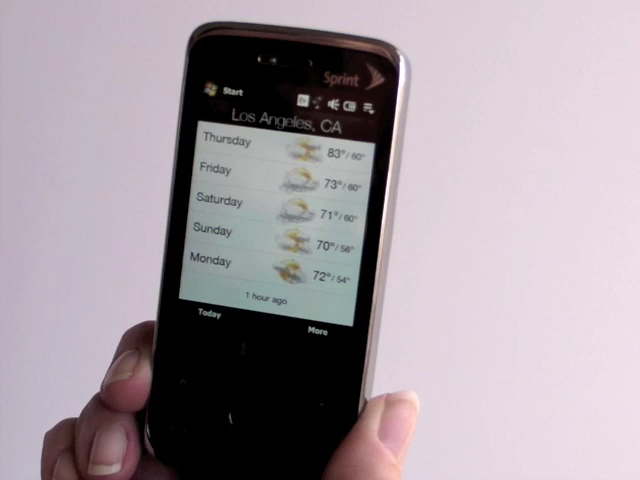 Sprint
Start
Los Angeles, CA
Thursday 83°/60°
Friday 73°/60°
Saturday 71°/60°
Sunday 70°/56°
Monday 72°/54°
1 hour ago
Today More